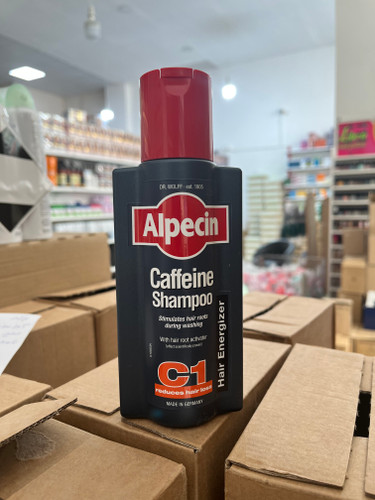 DR. WOLFF · est. 1905
Alpecin
Caffeine
Shampoo
Stimulates hair roots
during washing
With hair root activator
Hair Energizer
C1
reduces hair loss
MADE IN GERMANY